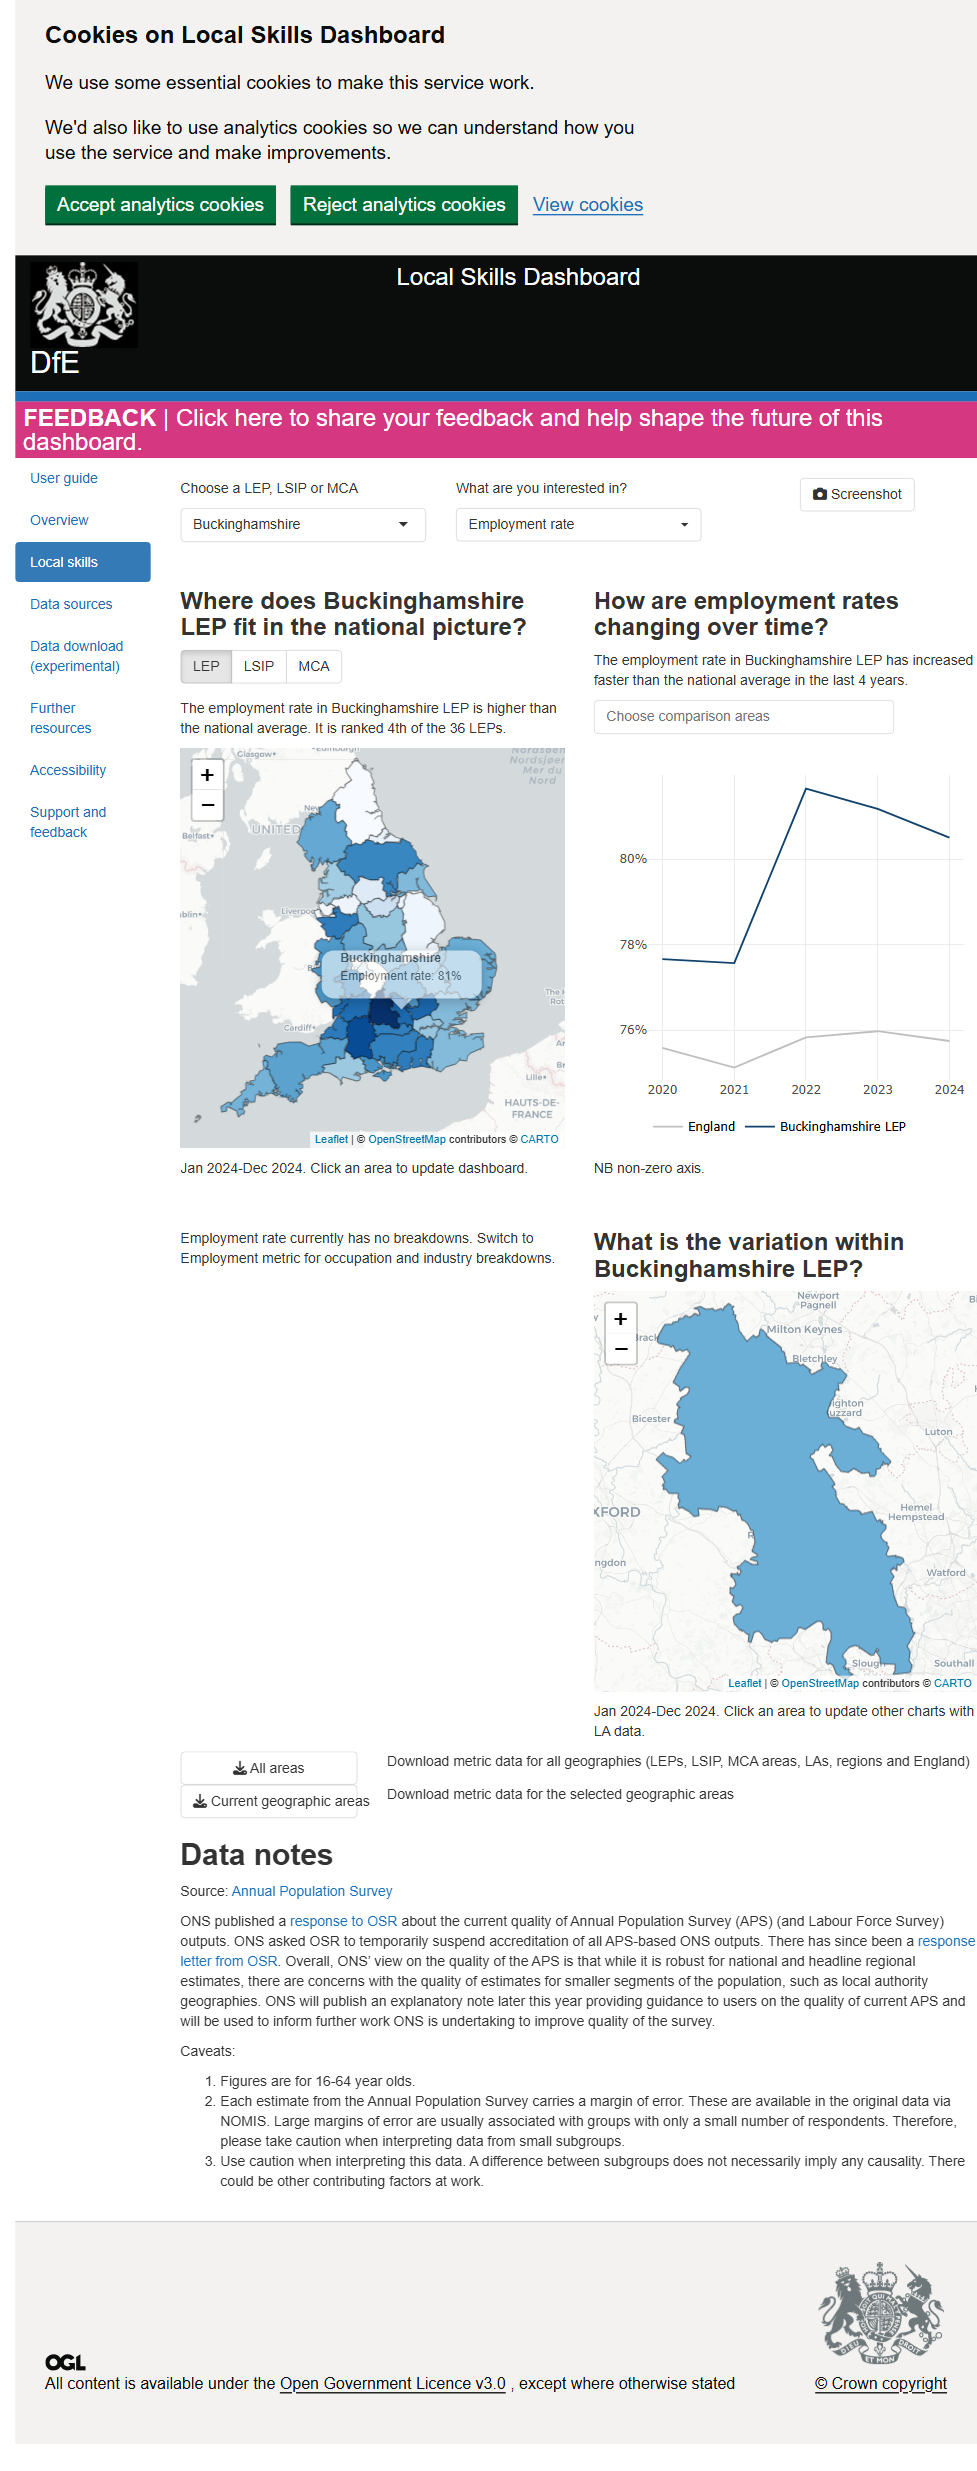 Cookies on Local Skills Dashboard
We use some essential cookies to make this service work.
We'd also like to use analytics cookies so we can understand how you
use the service and make improvements.
Accept analytics cookies Reject analytics cookies View cookies
Local Skills Dashboard
DfE
FEEDBACK | Click here to share your feedback and help shape the future of this
dashboard.
User guide
Overview
Local skills
Data sources
Data download
(experimental)
Further
resources
Accessibility
Support and
feedback
Choose a LEP, LSIP or MCA
Buckinghamshire
What are you interested in?
Employment rate
Screenshot
Where does Buckinghamshire
LEP fit in the national picture?
LEP LSIP MCA
The employment rate in Buckinghamshire LEP is higher than
the national average. It is ranked 4th of the 36 LEPs.
+
−
Glasgow
Nordsjøen
Mer du
Nord
UNITED
Belfast
Liverpoo
Buckinghamshire
Employment rate: 81%
Cardiff
Lille
HAUTS-DE-
FRANCE
Leaflet | © OpenStreetMap contributors © CARTO
Jan 2024-Dec 2024. Click an area to update dashboard.
How are employment rates
changing over time?
The employment rate in Buckinghamshire LEP has increased
faster than the national average in the last 4 years.
Choose comparison areas
80%
78%
76%
2020 2021 2022 2023 2024
England Buckinghamshire LEP
NB non-zero axis.
Employment rate currently has no breakdowns. Switch to
Employment metric for occupation and industry breakdowns.
What is the variation within
Buckinghamshire LEP?
+
−
Newport
Pagnell
Milton Keynes
Brack
Bletchley
ighton
uzzard
Bicester
Luton
Hemel
Hempstead
XFORD
ngdon
Watford
Slough
Southall
Leaflet | © OpenStreetMap contributors © CARTO
Jan 2024-Dec 2024. Click an area to update other charts with
LA data.
All areas Download metric data for all geographies (LEPs, LSIP, MCA areas, LAs, regions and England)
Current geographic areas Download metric data for the selected geographic areas
Data notes
Source: Annual Population Survey
ONS published a response to OSR about the current quality of Annual Population Survey (APS) (and Labour Force Survey)
outputs. ONS asked OSR to temporarily suspend accreditation of all APS-based ONS outputs. There has since been a response
letter from OSR. Overall, ONS’ view on the quality of the APS is that while it is robust for national and headline regional
estimates, there are concerns with the quality of estimates for smaller segments of the population, such as local authority
geographies. ONS will publish an explanatory note later this year providing guidance to users on the quality of current APS and
will be used to inform further work ONS is undertaking to improve quality of the survey.
Caveats:
1. Figures are for 16-64 year olds.
2. Each estimate from the Annual Population Survey carries a margin of error. These are available in the original data via
NOMIS. Large margins of error are usually associated with groups with only a small number of respondents. Therefore,
please take caution when interpreting data from small subgroups.
3. Use caution when interpreting this data. A difference between subgroups does not necessarily imply any causality. There
could be other contributing factors at work.
OGL
All content is available under the Open Government Licence v3.0 , except where otherwise stated
© Crown copyright